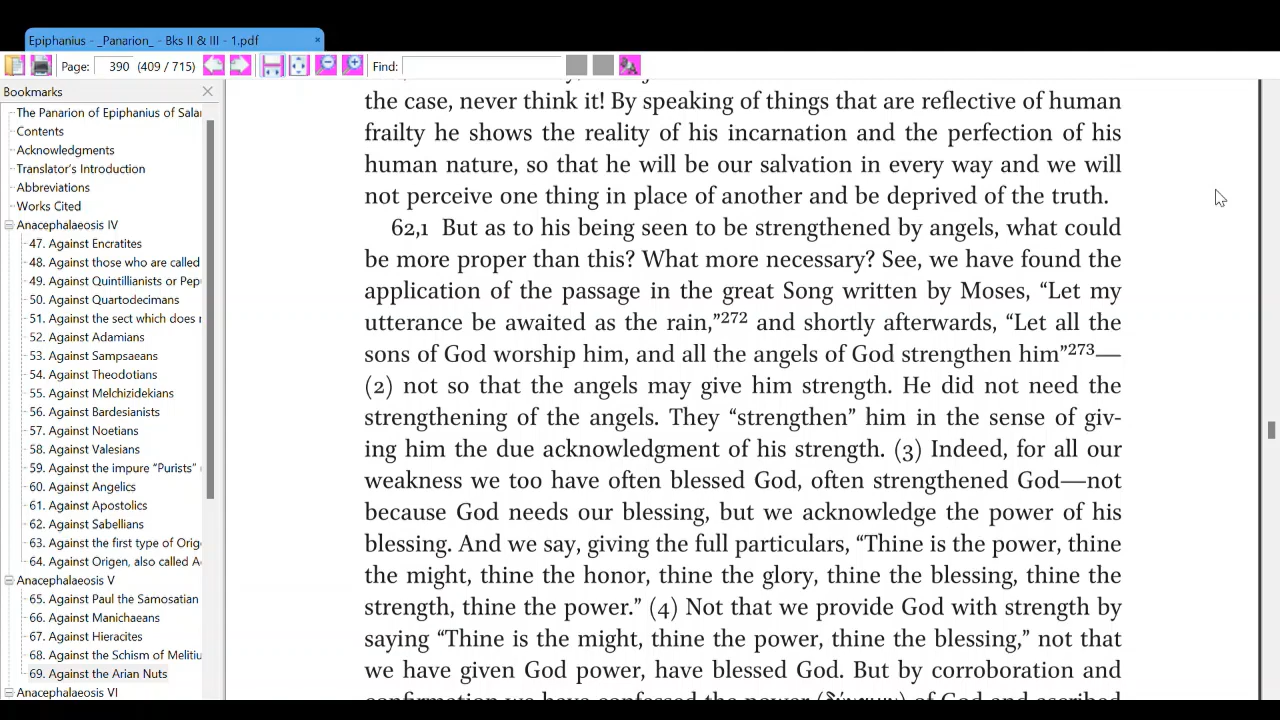 Epiphanius - _Panarion_ - Bks II & III - 1.pdf
×
Page: 390 (409 / 715)
Find:
Bookmarks
The Panarion of Epiphanius of Sala
Contents
Acknowledgments
Translator's Introduction
Abbreviations
Works Cited
Anacephalaeosis IV
47. Against Encratites
48. Against those who are called
49. Against Quintillianists or Pep
50. Against Quartodecimans
51. Against the sect which does r
52. Against Adamians
53. Against Sampsaeans
54. Against Theodotians
55. Against Melchizidekians
56. Against Bardesianists
57. Against Noetians
58. Against Valesians
59. Against the impure “Purists”
60. Against Angelics
61. Against Apostolics
62. Against Sabellians
63. Against the first type of Orig
64. Against Origen, also called A
Anacephalaeosis V
65. Against Paul the Samosatian
66. Against Manichaeans
67. Against Hieracites
68. Against the Schism of Melitiu
69. Against the Arian Nuts
Anacephalaeosis VI
the case, never think it! By speaking of things that are reflective of human
frailty he shows the reality of his incarnation and the perfection of his
human nature, so that he will be our salvation in every way and we will
not perceive one thing in place of another and be deprived of the truth.
62,1 But as to his being seen to be strengthened by angels, what could
be more proper than this? What more necessary? See, we have found the
application of the passage in the great Song written by Moses, “Let my
utterance be awaited as the rain,”272 and shortly afterwards, “Let all the
sons of God worship him, and all the angels of God strengthen him”273—
(2) not so that the angels may give him strength. He did not need the
strengthening of the angels. They “strengthen” him in the sense of giv-
ing him the due acknowledgment of his strength. (3) Indeed, for all our
weakness we too have often blessed God, often strengthened God—not
because God needs our blessing, but we acknowledge the power of his
blessing. And we say, giving the full particulars, “Thine is the power, thine
the might, thine the honor, thine the glory, thine the blessing, thine the
strength, thine the power.” (4) Not that we provide God with strength by
saying “Thine is the might, thine the power, thine the blessing,” not that
we have given God power, have blessed God. But by corroboration and
confirmation we have confessed the power (δύναμιν) of God and ascribed